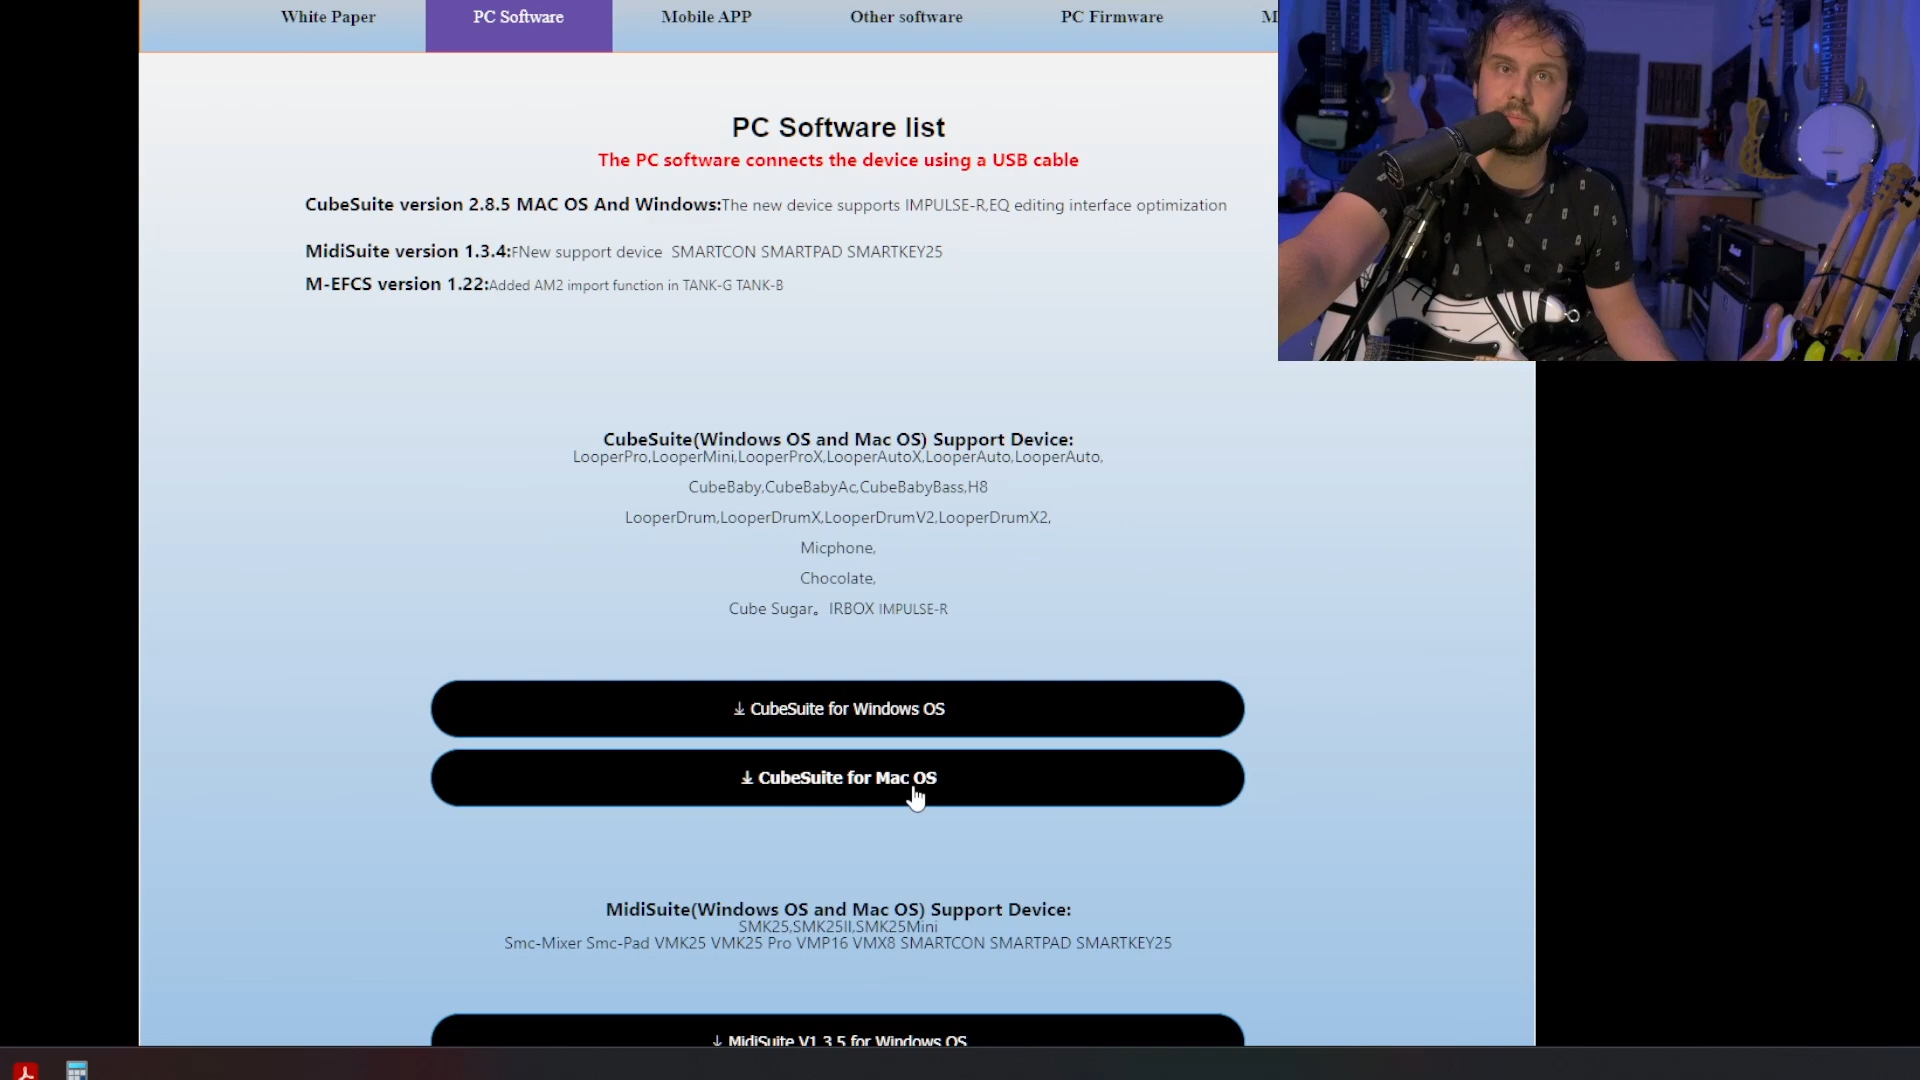 White Paper
PC Software
Mobile APP
Other software
PC Firmware
M
PC Software list
The PC software connects the device using a USB cable
CubeSuite version 2.8.5 MAC OS And Windows:The new device supports IMPULSE-R,EQ editing interface optimization
MidiSuite version 1.3.4:FNew support device SMARTCON SMARTPAD SMARTKEY25
M-EFCS version 1.22:Added AM2 import function in TANK-G TANK-B
CubeSuite(Windows OS and Mac OS) Support Device:
LooperPro,LooperMini,LooperProX,LooperAutoX,LooperAuto,LooperAuto,
CubeBaby,CubeBabyAc,CubeBabyBass,H8
LooperDrum,LooperDrumX,LooperDrumV2,LooperDrumX2,
Micphone,
Chocolate,
Cube Sugar。IRBOX IMPULSE-R
CubeSuite for Windows OS
CubeSuite for Mac OS
MidiSuite(Windows OS and Mac OS) Support Device:
SMK25,SMK25II,SMK25Mini
Smc-Mixer Smc-Pad VMK25 VMK25 Pro VMP16 VMX8 SMARTCON SMARTPAD SMARTKEY25
MidiSuite V1.3.5 for Windows OS